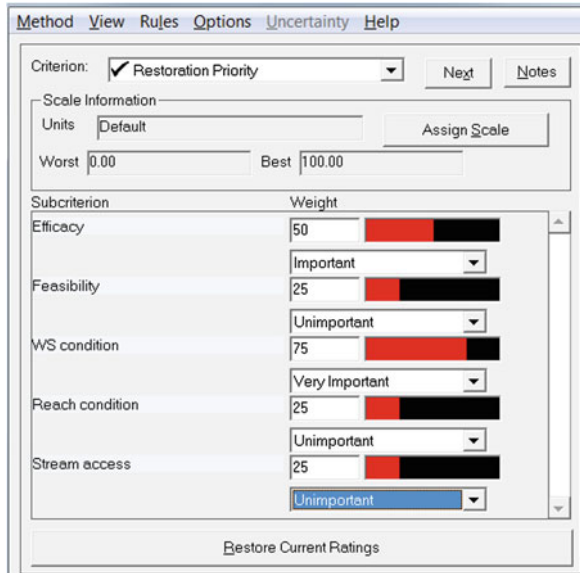 Method View Rules Options Uncertainty Help
Criterion: Restoration Priority Next Notes
Scale Information
Units Default Assign Scale
Worst 0.00 Best 100.00
Subcriterion Weight
Efficacy 50
Important
Feasibility 25
Unimportant
WS condition 75
Very Important
Reach condition 25
Unimportant
Stream access 25
Unimportant
Restore Current Ratings